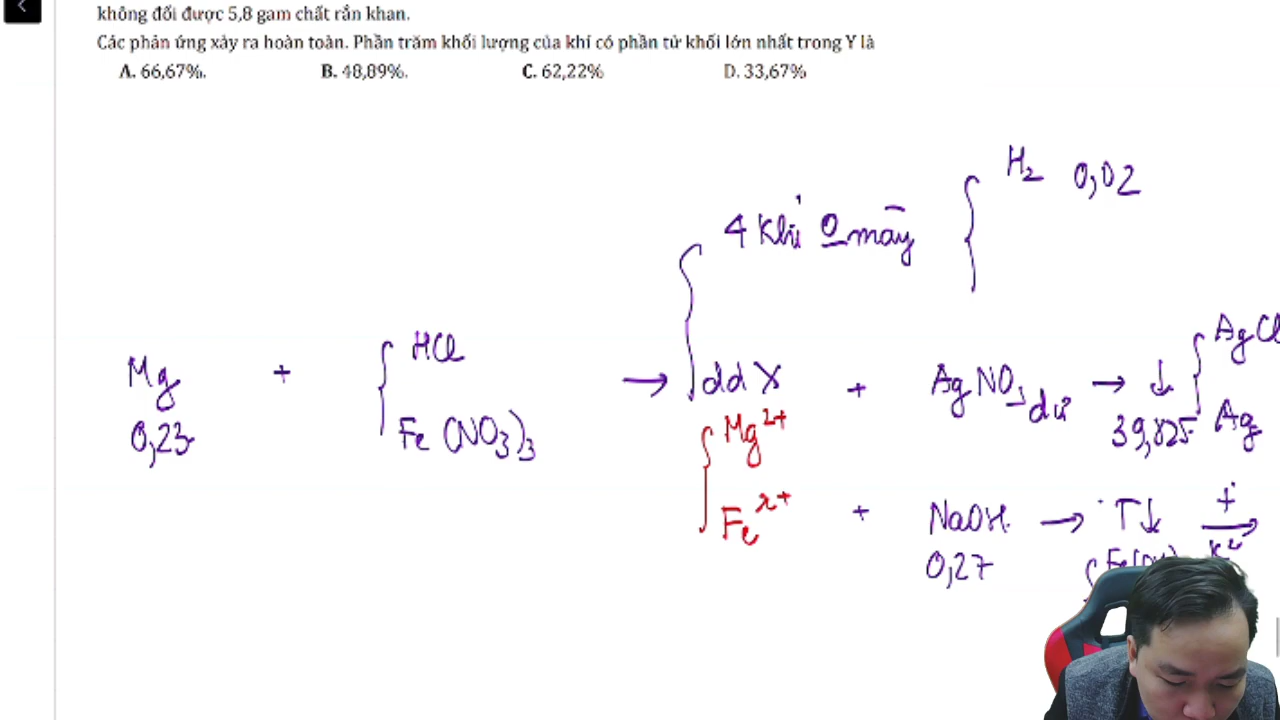 không đổi được 5,8 gam chất rắn khan.
Các phản ứng xảy ra hoàn toàn. Phần trăm khối lượng của khí có phân tử khối lớn nhất trong Y là
A. 66,67%. B. 48,89%. C. 62,22% D. 33,67%
H₂ 0,02
4 khí 0 màu
HCl
AgCl
Mg + → dd X + AgNO₃ dư → ↓
Fe(NO₃)₃
0,23
Mg²⁺
39,825 Ag
Feˣ⁺ + NaOH → T↓
0,27